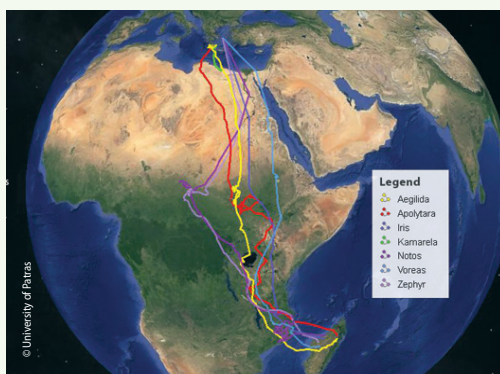 Legend
Aegilida
Apolytara
Iris
Kamarela
Notos
Voreas
Zephyr
© University of Patras